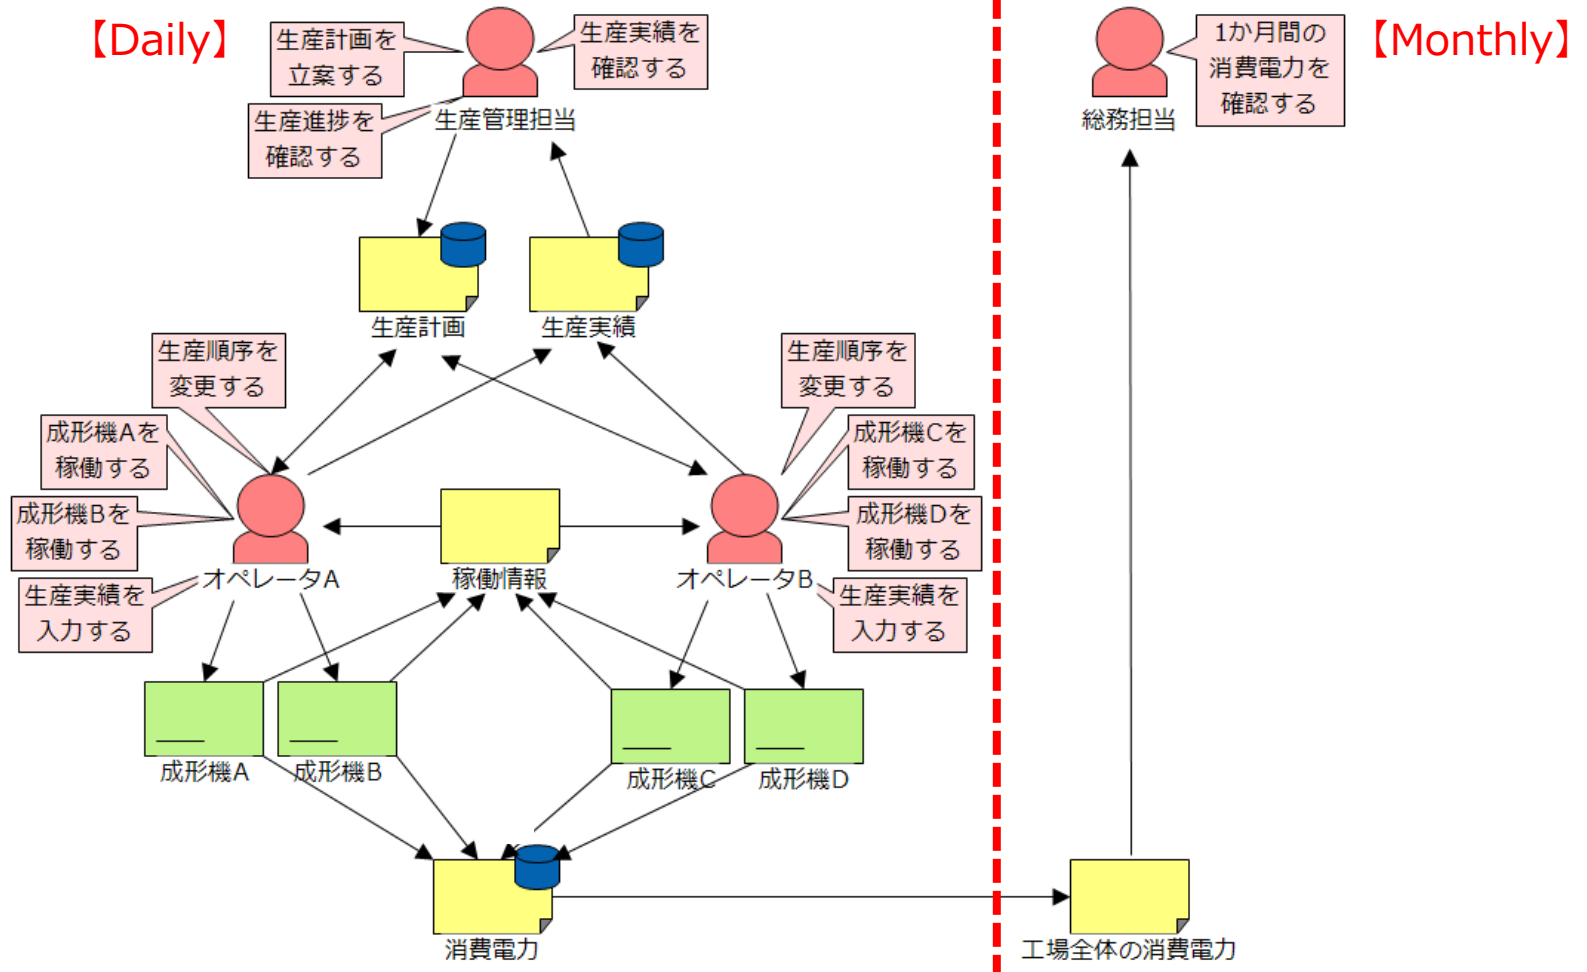 【Daily】
生産計画を
立案する
生産実績を
確認する
1か月間の
消費電力を
確認する
【Monthly】
生産進捗を
確認する
生産管理担当
総務担当
生産計画
生産実績
生産順序を
変更する
生産順序を
変更する
成形機Aを
稼働する
成形機Cを
稼働する
成形機Bを
稼働する
成形機Dを
稼働する
オペレータA
稼働情報
オペレータB
生産実績を
入力する
生産実績を
入力する
成形機A
成形機B
成形機C
成形機D
消費電力
工場全体の消費電力